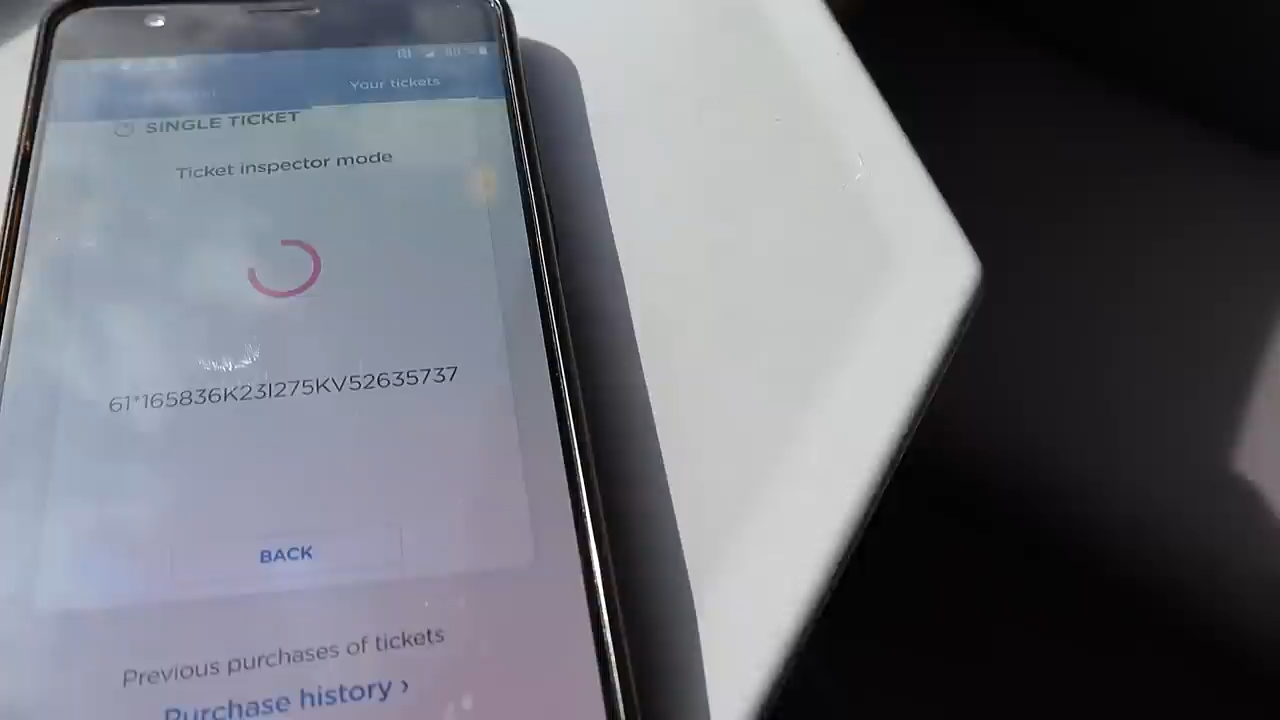 Your tickets
SINGLE TICKET
Ticket inspector mode
61*165836K23I275KV52635737
BACK
Previous purchases of tickets
Purchase history ›